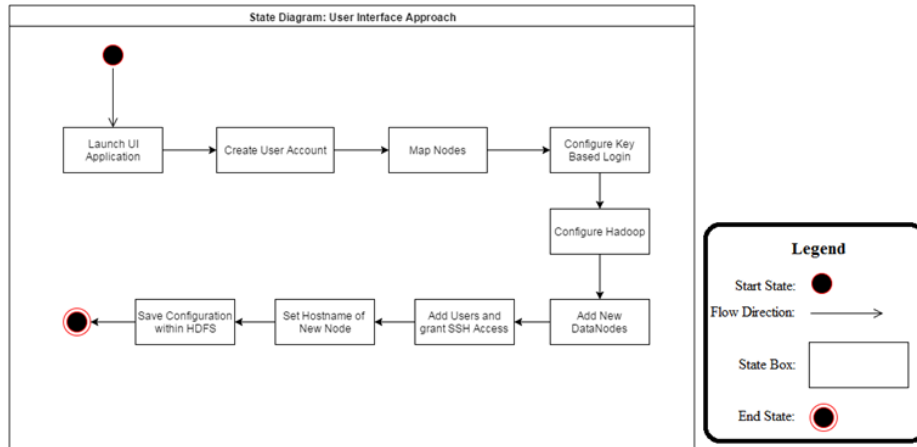 State Diagram: User Interface Approach
Launch UI
Application
Create User Account
Map Nodes
Configure Key
Based Login
Configure Hadoop
Add New
DataNodes
Add Users and
grant SSH Access
Set Hostname of
New Node
Save Configuration
within HDFS
Legend
Start State:
Flow Direction:
State Box:
End State: